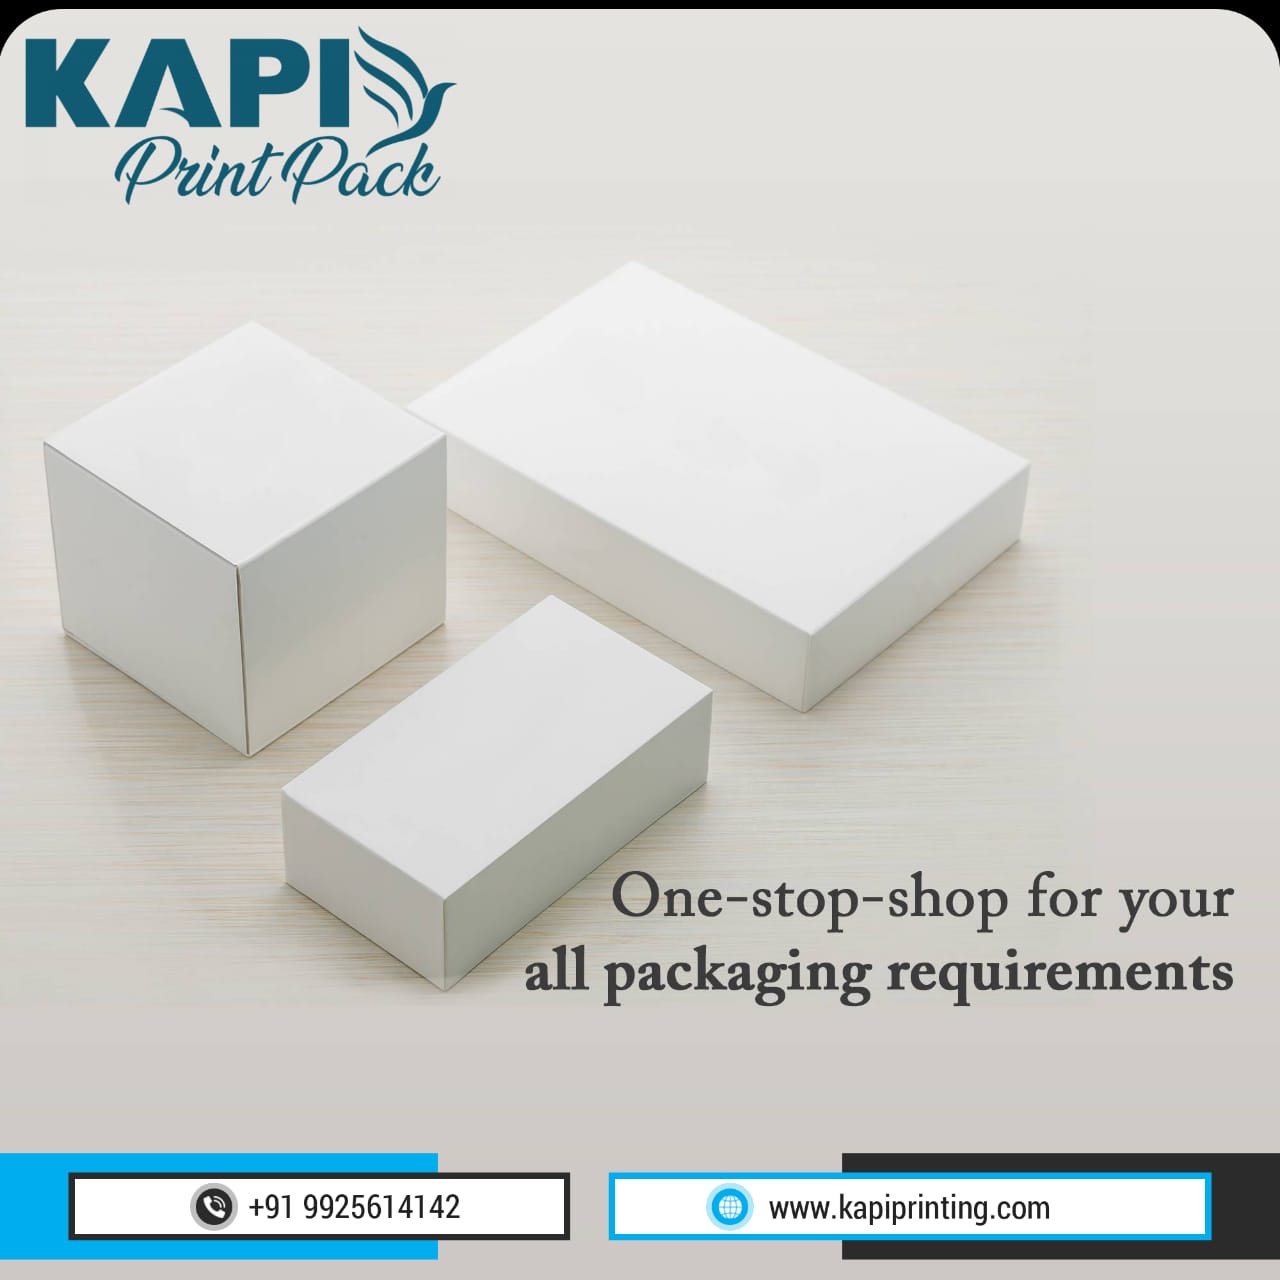 KAPI
Print Pack
One-stop-shop for your
all packaging requirements
+91 9925614142
www.kapiprinting.com